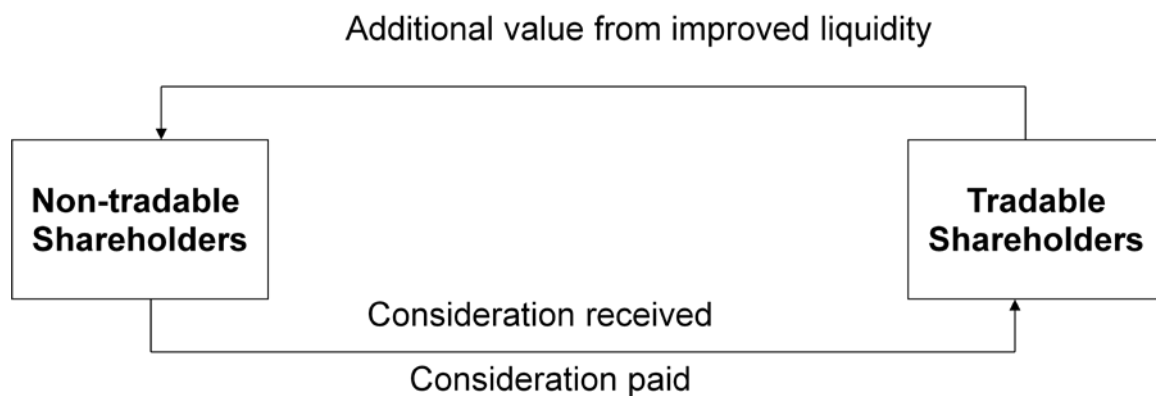 Additional value from improved liquidity
Non-tradable
Shareholders
Tradable
Shareholders
Consideration received
Consideration paid